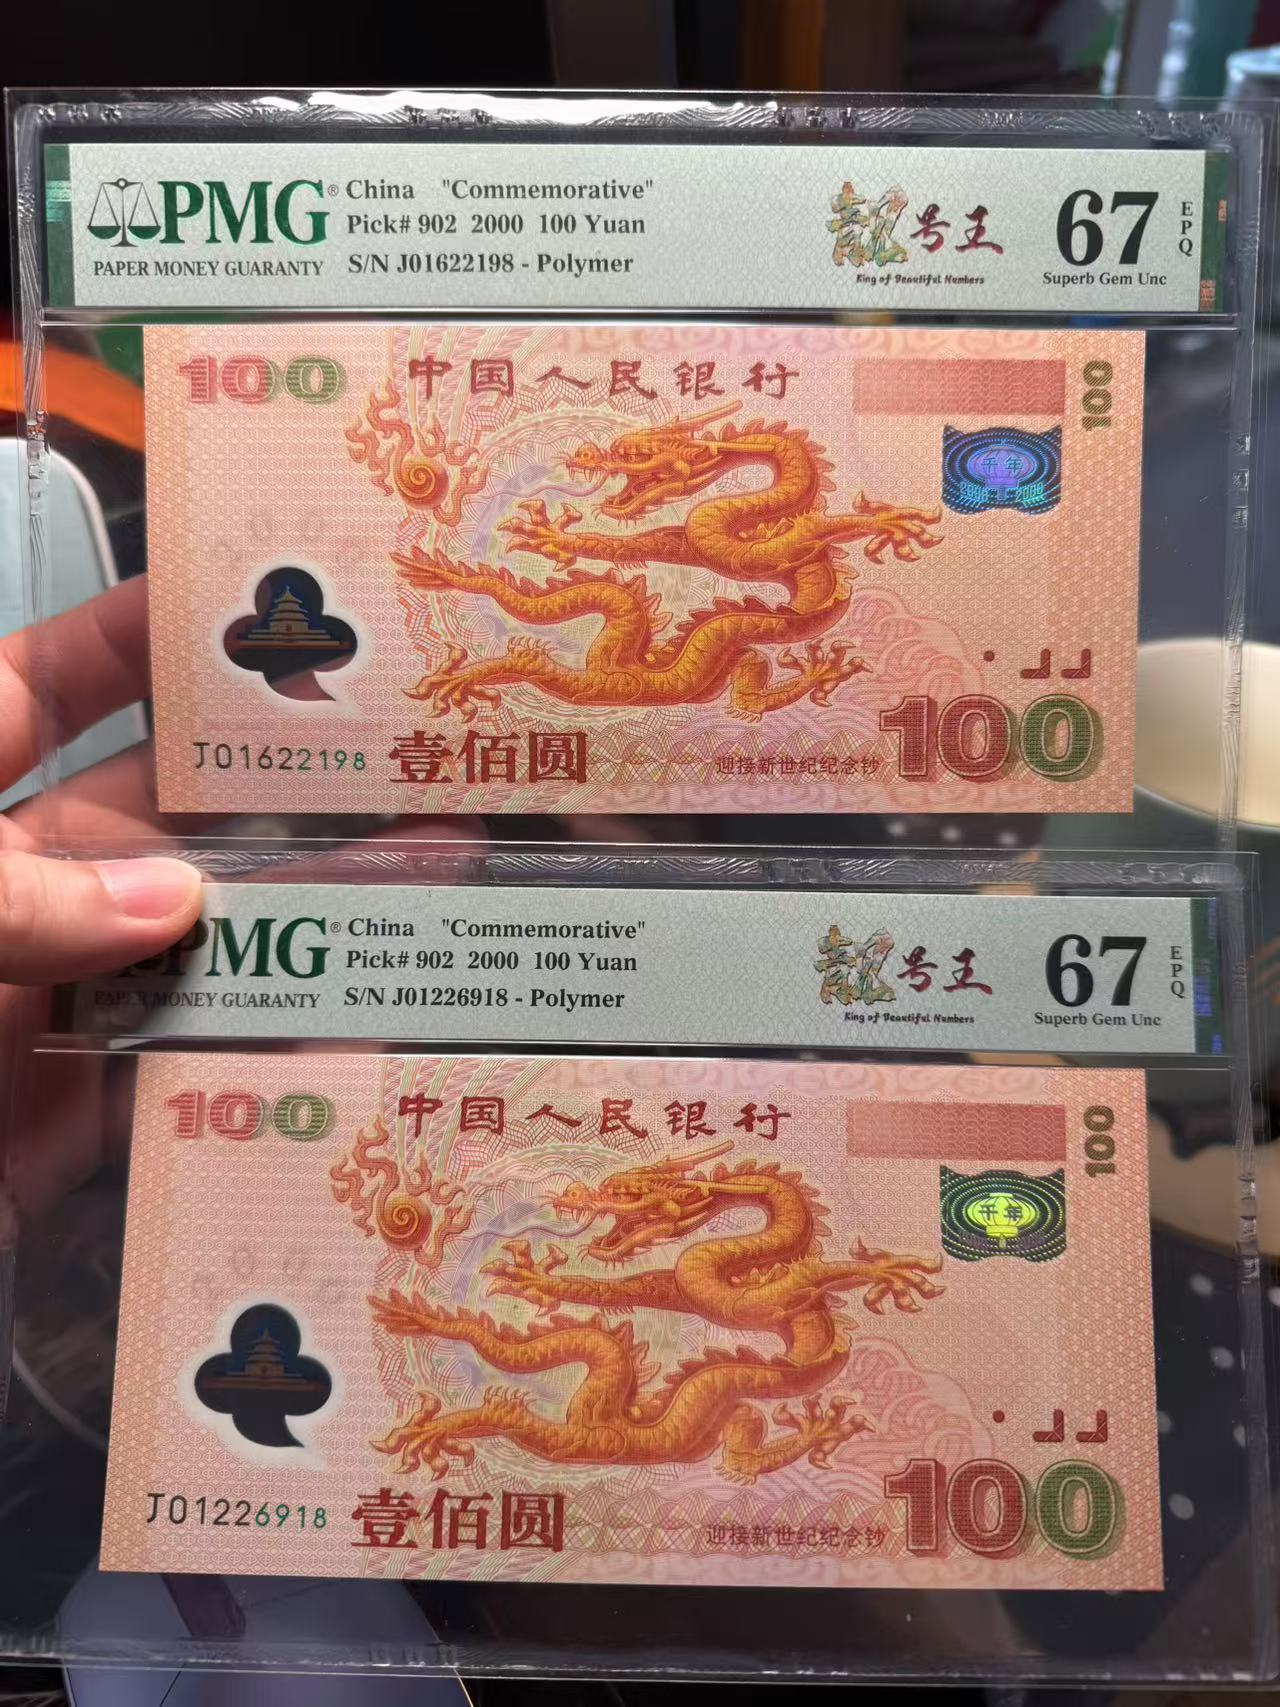 PMG®
PAPER MONEY GUARANTY
China "Commemorative"
Pick# 902 2000 100 Yuan
S/N J01622198 - Polymer
靓号王
King of Beautiful Numbers
67
EPQ
Superb Gem Unc
100
中国人民银行
100
千年
2000 2000
J01622198
壹佰圆
迎接新世纪纪念钞
100
PMG®
PAPER MONEY GUARANTY
China "Commemorative"
Pick# 902 2000 100 Yuan
S/N J01226918 - Polymer
靓号王
King of Beautiful Numbers
67
EPQ
Superb Gem Unc
100
中国人民银行
100
千年
J01226918
壹佰圆
迎接新世纪纪念钞
100